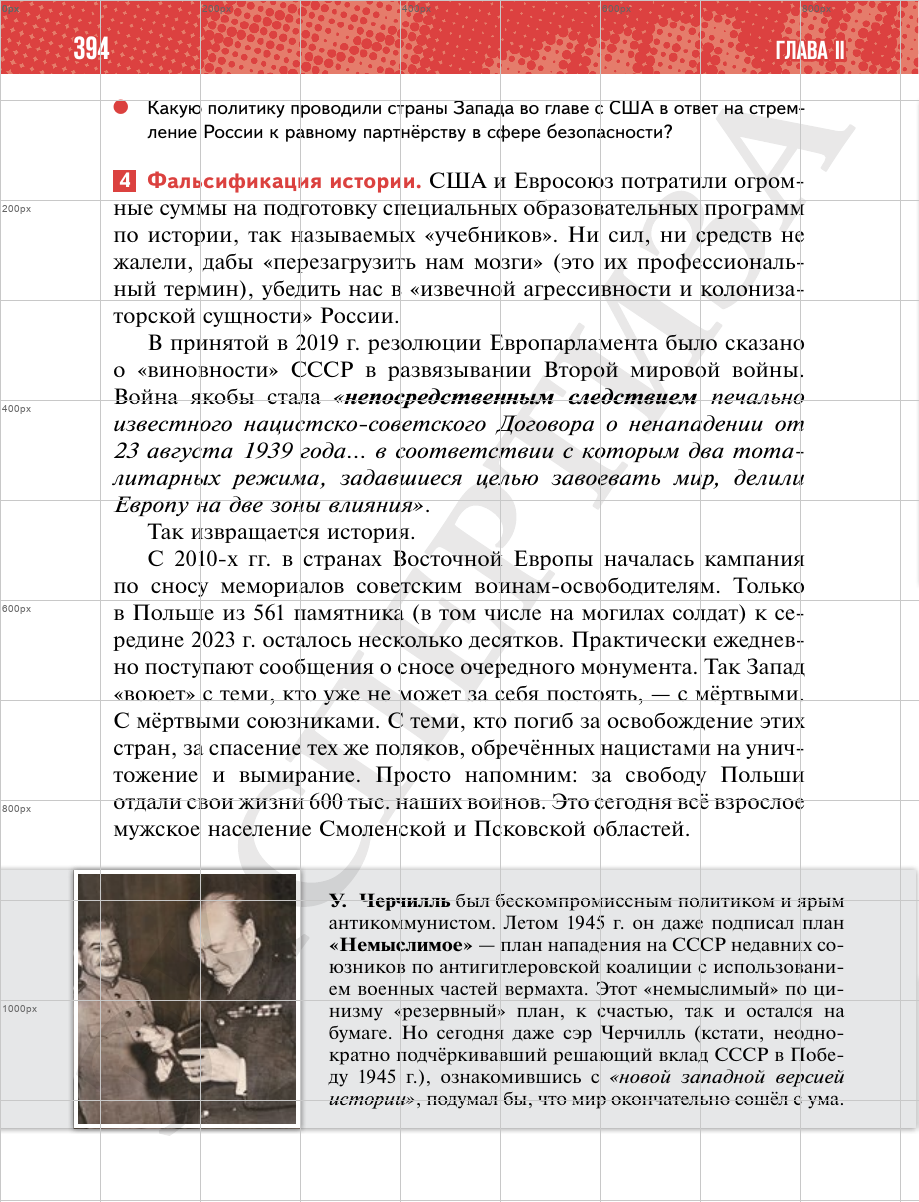 394
ГЛАВА II
Какую политику проводили страны Запада во главе с США в ответ на стрем-
ление России к равному партнёрству в сфере безопасности?
4 Фальсификация истории. США и Евросоюз потратили огром-
ные суммы на подготовку специальных образовательных программ
по истории, так называемых «учебников». Ни сил, ни средств не
жалели, дабы «перезагрузить нам мозги» (это их профессиональ-
ный термин), убедить нас в «извечной агрессивности и колониза-
торской сущности» России.
В принятой в 2019 г. резолюции Европарламента было сказано
о «виновности» СССР в развязывании Второй мировой войны.
Война якобы стала «непосредственным следствием печально
известного нацистско-советского Договора о ненападении от
23 августа 1939 года... в соответствии с которым два тота-
литарных режима, задавшиеся целью завоевать мир, делили
Европу на две зоны влияния».
Так извращается история.
С 2010-х гг. в странах Восточной Европы началась кампания
по сносу мемориалов советским воинам-освободителям. Только
в Польше из 561 памятника (в том числе на могилах солдат) к се-
редине 2023 г. осталось несколько десятков. Практически ежеднев-
но поступают сообщения о сносе очередного монумента. Так Запад
«воюет» с теми, кто уже не может за себя постоять, — с мёртвыми.
С мёртвыми союзниками. С теми, кто погиб за освобождение этих
стран, за спасение тех же поляков, обречённых нацистами на унич-
тожение и вымирание. Просто напомним: за свободу Польши
отдали свои жизни 600 тыс. наших воинов. Это сегодня всё взрослое
мужское население Смоленской и Псковской областей.
У. Черчилль был бескомпромиссным политиком и ярым
антикоммунистом. Летом 1945 г. он даже подписал план
«Немыслимое» — план нападения на СССР недавних со-
юзников по антигитлеровской коалиции с использовани-
ем военных частей вермахта. Этот «немыслимый» по ци-
низму «резервный» план, к счастью, так и остался на
бумаге. Но сегодня даже сэр Черчилль (кстати, неодно-
кратно подчёркивавший решающий вклад СССР в Побе-
ду 1945 г.), ознакомившись с «новой западной версией
истории», подумал бы, что мир окончательно сошёл с ума.
СПЕРТИЗА
200px
400px
600px
800px
1000px